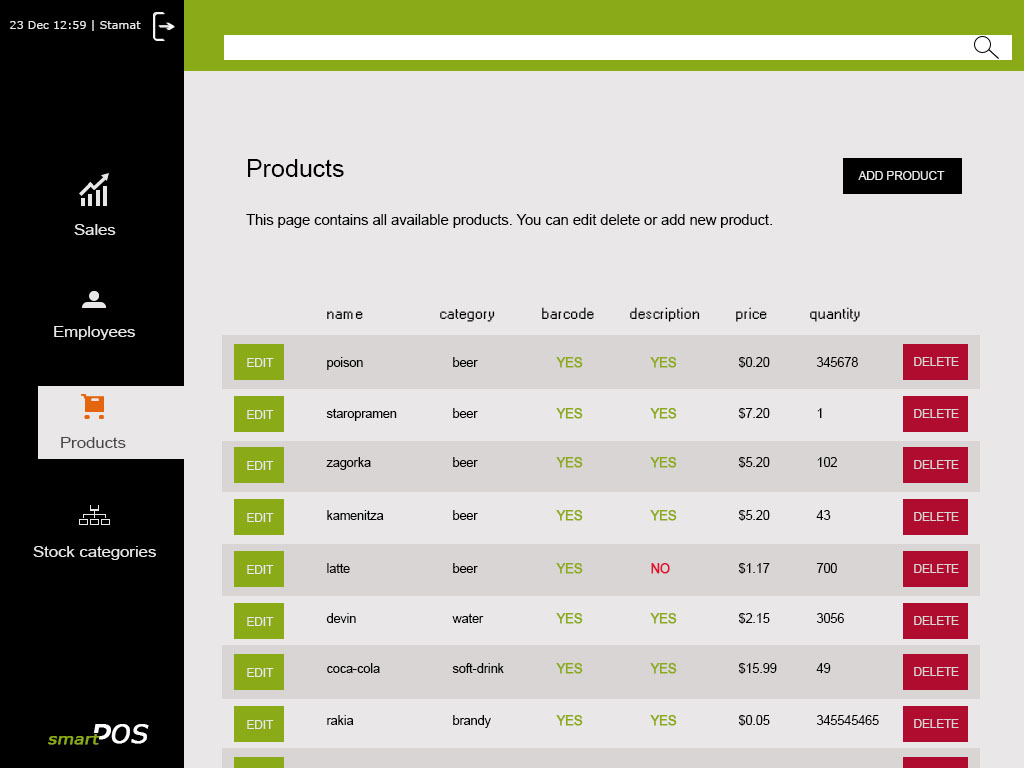 23 Dec 12:59 | Stamat
Sales
Employees
Products
Stock categories
smartPOS
Products
ADD PRODUCT
This page contains all available products. You can edit delete or add new product.
name category barcode description price quantity
EDIT poison beer YES YES $0.20 345678 DELETE
EDIT staropramen beer YES YES $7.20 1 DELETE
EDIT zagorka beer YES YES $5.20 102 DELETE
EDIT kamenitza beer YES YES $5.20 43 DELETE
EDIT latte beer YES NO $1.17 700 DELETE
EDIT devin water YES YES $2.15 3056 DELETE
EDIT coca-cola soft-drink YES YES $15.99 49 DELETE
EDIT rakia brandy YES YES $0.05 345545465 DELETE